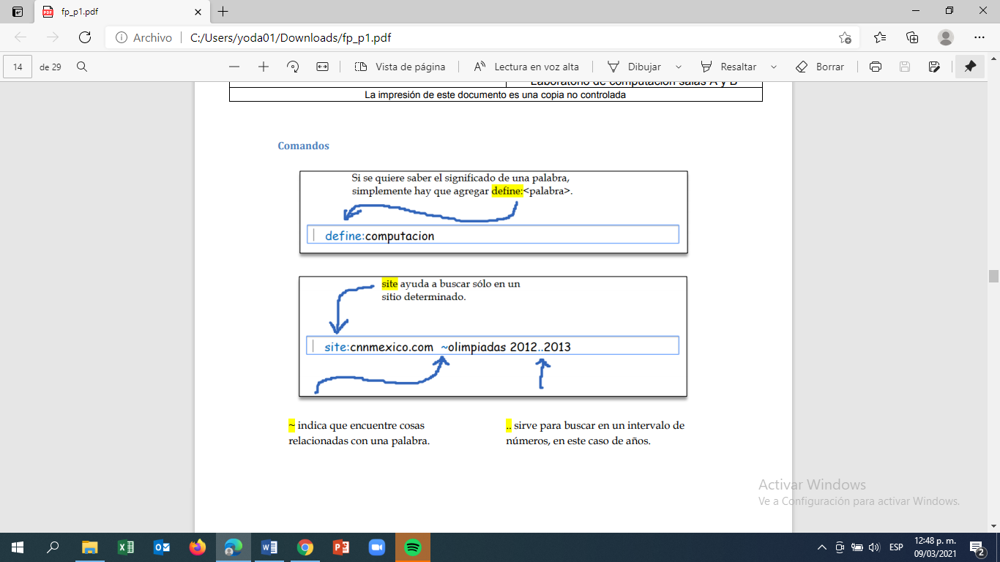 fp_p1.pdf
Archivo C:/Users/yoda01/Downloads/fp_p1.pdf
14 de 29 Vista de página Lectura en voz alta Dibujar Resaltar Borrar
Laboratorio de computación salas A y B
La impresión de este documento es una copia no controlada
Comandos
Si se quiere saber el significado de una palabra,
simplemente hay que agregar define:<palabra>.
define:computacion
site ayuda a buscar sólo en un
sitio determinado.
site:cnnmexico.com ~olimpiadas 2012..2013
~ indica que encuentre cosas
relacionadas con una palabra.
.. sirve para buscar en un intervalo de
números, en este caso de años.
Activar Windows
Ve a Configuración para activar Windows.
ESP
12:48 p. m.
09/03/2021
2